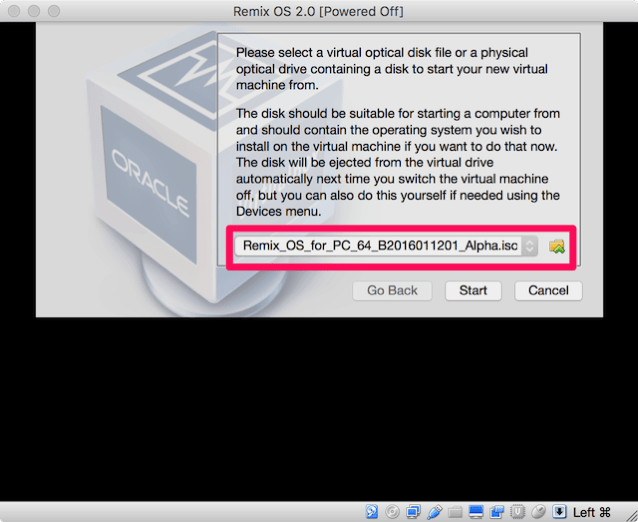 Remix OS 2.0 [Powered Off]
Please select a virtual optical disk file or a physical
optical drive containing a disk to start your new virtual
machine from.
The disk should be suitable for starting a computer from
and should contain the operating system you wish to
install on the virtual machine if you want to do that now.
The disk will be ejected from the virtual drive
automatically next time you switch the virtual machine
off, but you can also do this yourself if needed using the
Devices menu.
ORACLE
Remix_OS_for_PC_64_B2016011201_Alpha.isc
Go Back
Start
Cancel
Left ⌘